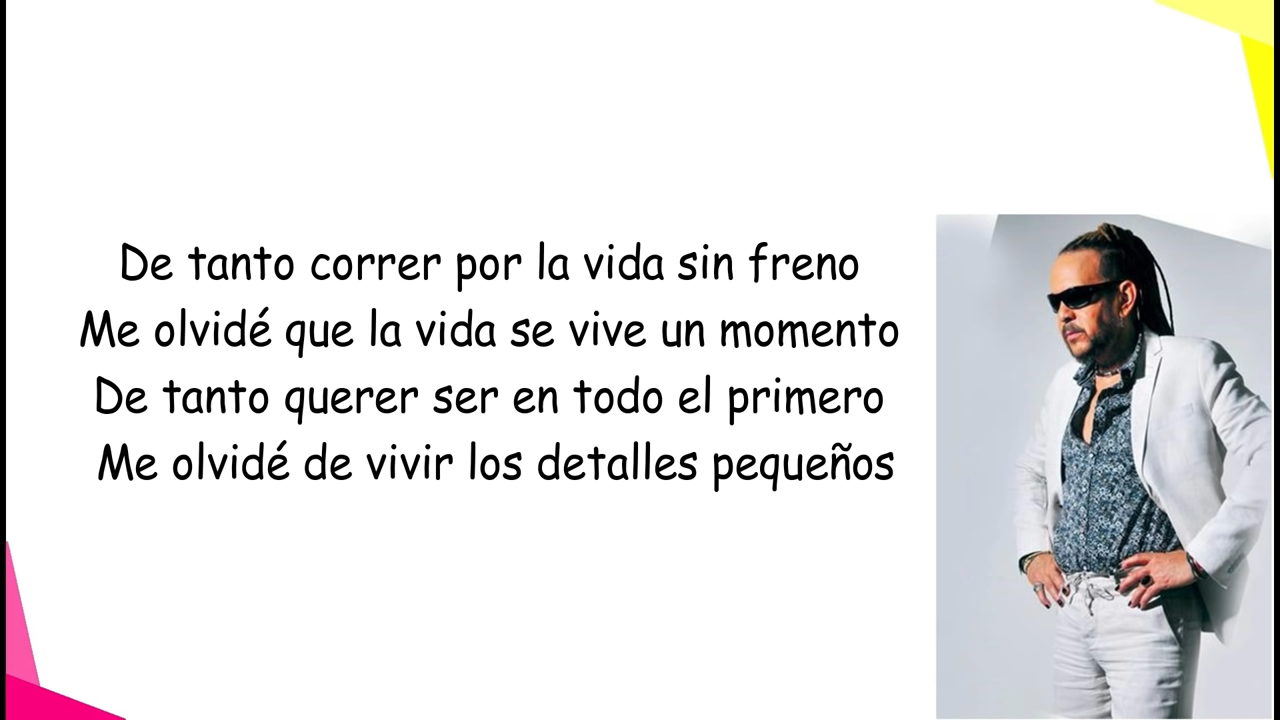 De tanto correr por la vida sin freno
Me olvidé que la vida se vive un momento
De tanto querer ser en todo el primero
Me olvidé de vivir los detalles pequeños